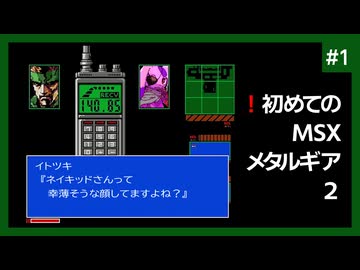 #1
❗初めての
MSX
メタルギア
2
RECV
140.85
イトツキ
『ネイキッドさんって
幸薄そうな顔してますよね?』